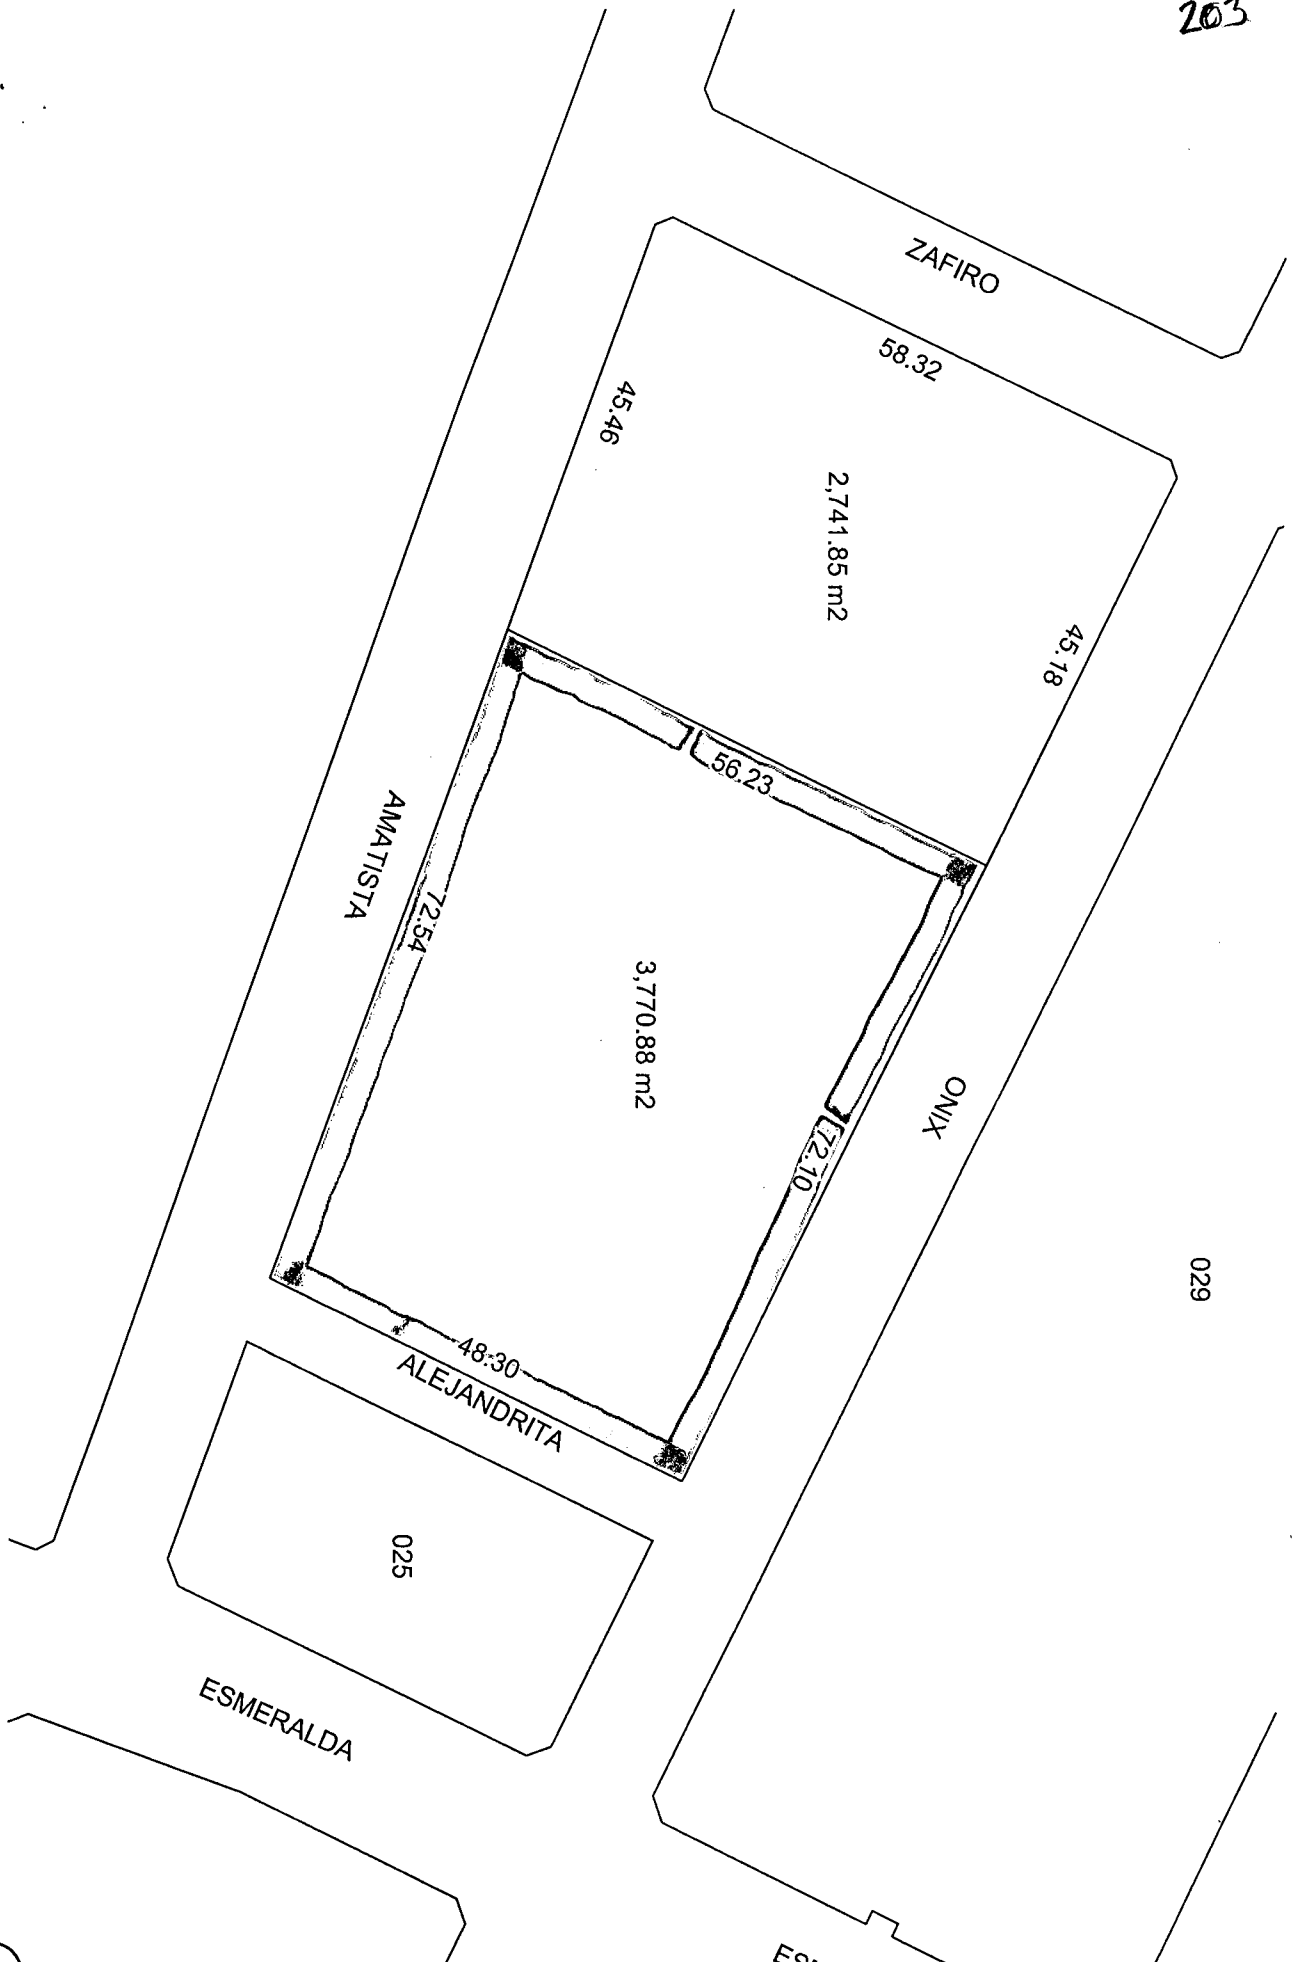 203
ZAFIRO
58.32
45.46
2,741.85 m2
45.18
56.23
AMATISTA
72.54
3,770.88 m2
ONIX
72.10
029
48.30
ALEJANDRITA
025
ESMERALDA